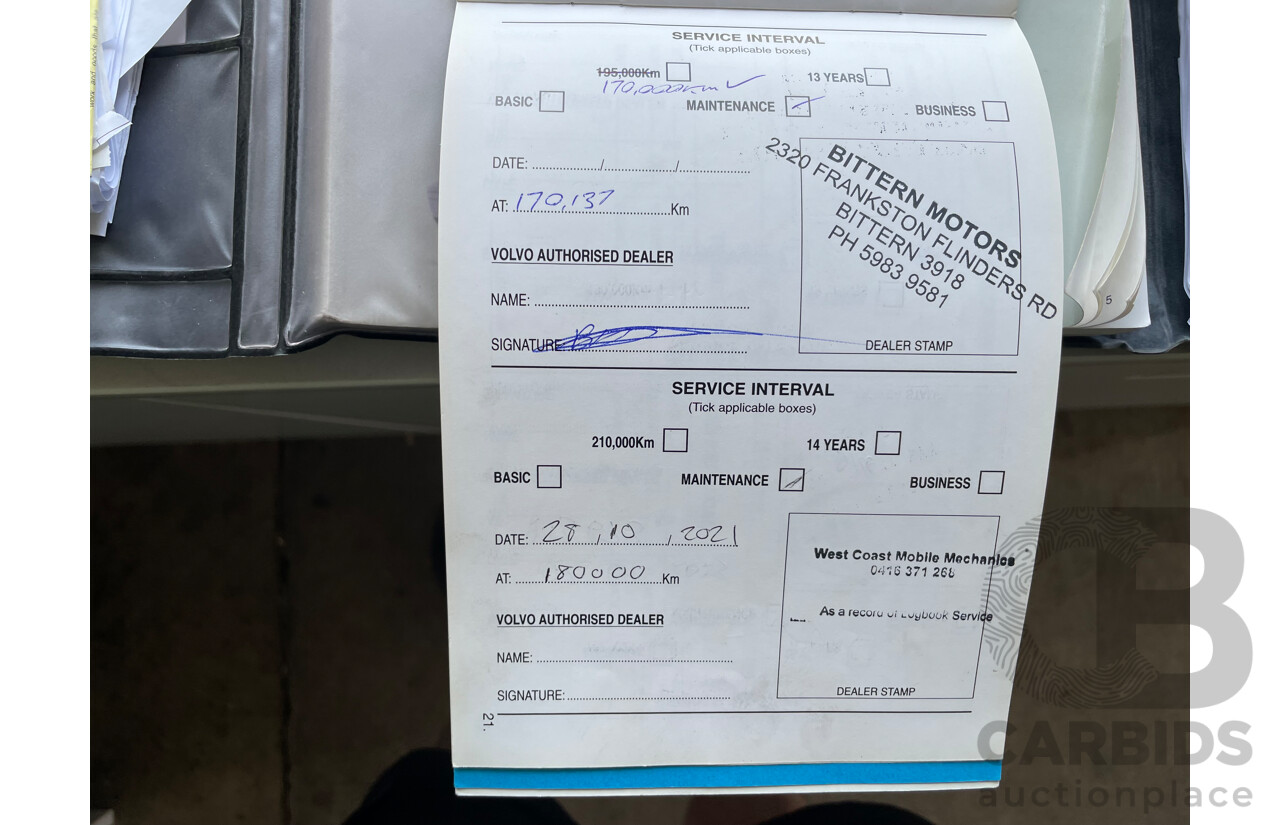 SERVICE INTERVAL
(Tick applicable boxes)
195,000Km
13 YEARS
170,000km ✓
BASIC
MAINTENANCE
BUSINESS
DATE: ................/................/................
AT: 170,137 Km
VOLVO AUTHORISED DEALER
NAME: ................
SIGNATURE: ................
BITTERN MOTORS
2320 FRANKSTON FLINDERS RD
BITTERN 3918
PH 5983 9581
DEALER STAMP
SERVICE INTERVAL
(Tick applicable boxes)
210,000Km
14 YEARS
BASIC
MAINTENANCE
BUSINESS
DATE: 28, 10, 2021
AT: 180000 Km
VOLVO AUTHORISED DEALER
NAME: ................
SIGNATURE: ................
West Coast Mobile Mechanics
0416 371 268
As a record of Logbook Service
DEALER STAMP
21.
5
CB
CARBIDS
auctionplace